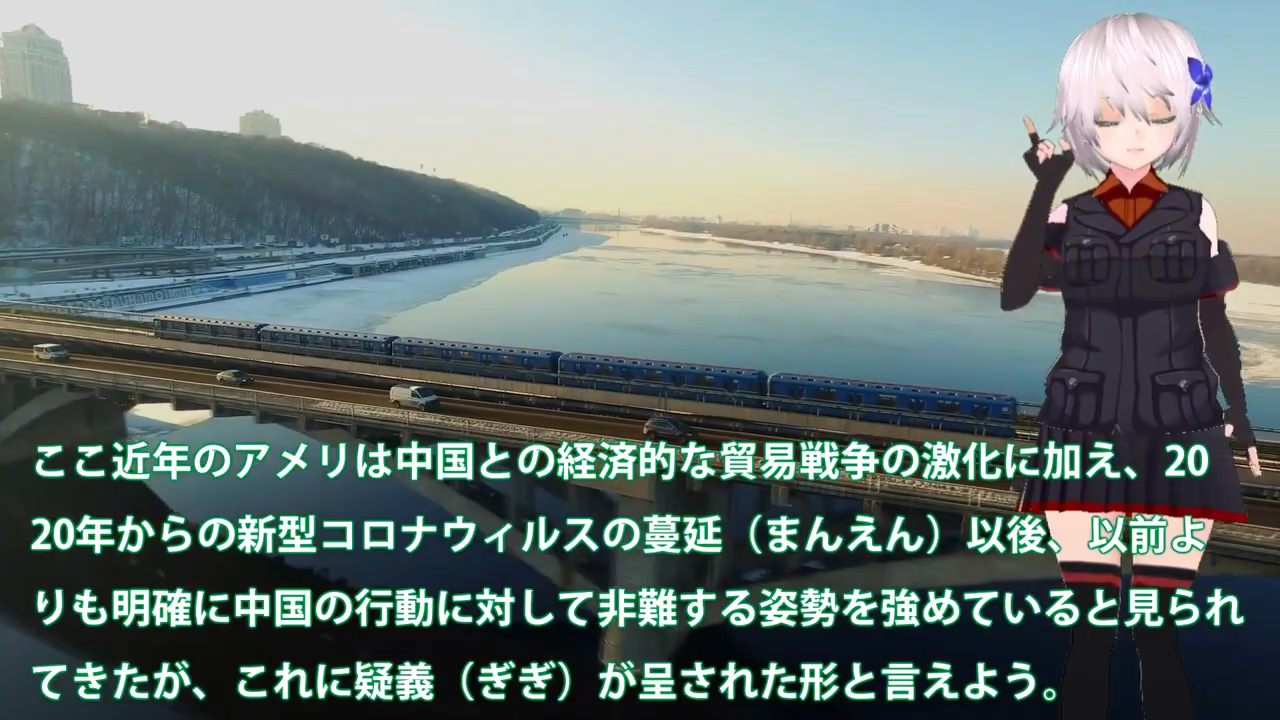 ここ近年のアメリは中国との経済的な貿易戦争の激化に加え、20
20年からの新型コロナウィルスの蔓延（まんえん）以後、以前よ
りも明確に中国の行動に対して非難する姿勢を強めていると見られ
てきたが、これに疑義（ぎぎ）が呈された形と言えよう。